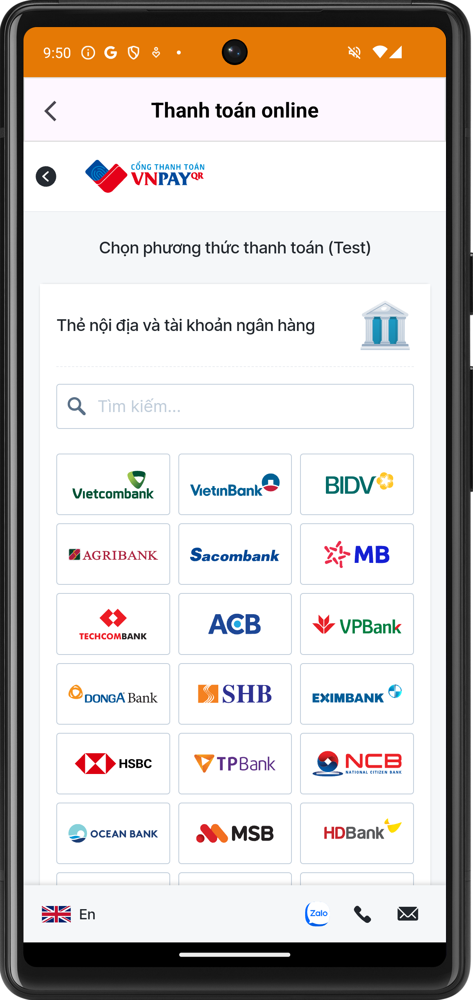 9:50
Thanh toán online
CỔNG THANH TOÁN
VNPAYQR
Chọn phương thức thanh toán (Test)
Thẻ nội địa và tài khoản ngân hàng
Tìm kiếm...
Vietcombank
VietinBank
BIDV
AGRIBANK
Sacombank
MB
TECHCOMBANK
ACB
VPBank
DONGA Bank
SHB
EXIMBANK
HSBC
TPBank
NCB
NATIONAL CITIZEN BANK
OCEAN BANK
MSB
HDBank
En
Zalo